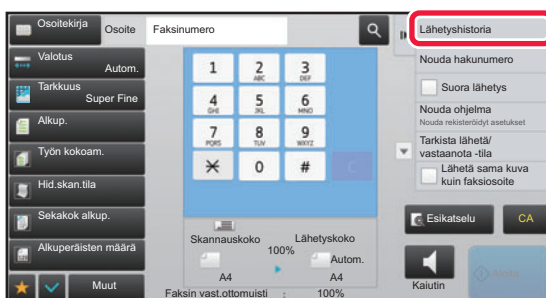 Osoitekirja
Osoite
Faksinumero
Lähetyshistoria
Valotus
Autom.
Tarkkuus
Super Fine
Alkup.
Työn kokoam.
Hid.skan.tila
Sekakok alkup.
Alkuperäisten määrä
Muut
1
2
ABC
3
DEF
4
GHI
5
JKL
6
MNO
7
PQRS
8
TUV
9
WXYZ
0
#
C
Skannauskoko
100%
Lähetyskoko
Autom.
A4
A4
Faksin vast.ottomuisti : 100%
Nouda hakunumero
Suora lähetys
Nouda ohjelma
Nouda rekisteröidyt asetukset
Tarkista lähetä/
vastaanota -tila
Lähetä sama kuva
kuin faksiosoite
Esikatselu
CA
Kaiutin
Aloita